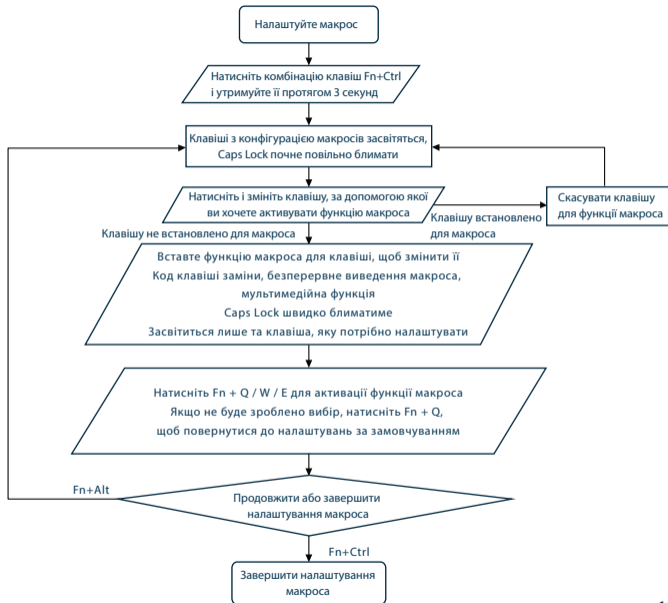 Налаштуйте макрос
Натисніть комбінацію клавіш Fn+Ctrl
і утримуйте її протягом 3 секунд
Клавіші з конфігурацією макросів засвітяться,
Caps Lock почне повільно блимати
Натисніть і змініть клавішу, за допомогою якої
ви хочете активувати функцію макроса
Скасувати клавішу
для функції макроса
Клавішу встановлено
для макроса
Клавішу не встановлено для макроса
Вставте функцію макроса для клавіші, щоб змінити її
Код клавіші заміни, безперервне виведення макроса,
мультимедійна функція
Caps Lock швидко блиматиме
Засвітиться лише та клавіша, яку потрібно налаштувати
Натисніть Fn + Q / W / E для активації функції макроса
Якщо не буде зроблено вибір, натисніть Fn + Q,
щоб повернутися до налаштувань за замовчуванням
Fn+Alt
Продовжити або завершити
налаштування макроса
Fn+Ctrl
Завершити налаштування
макроса